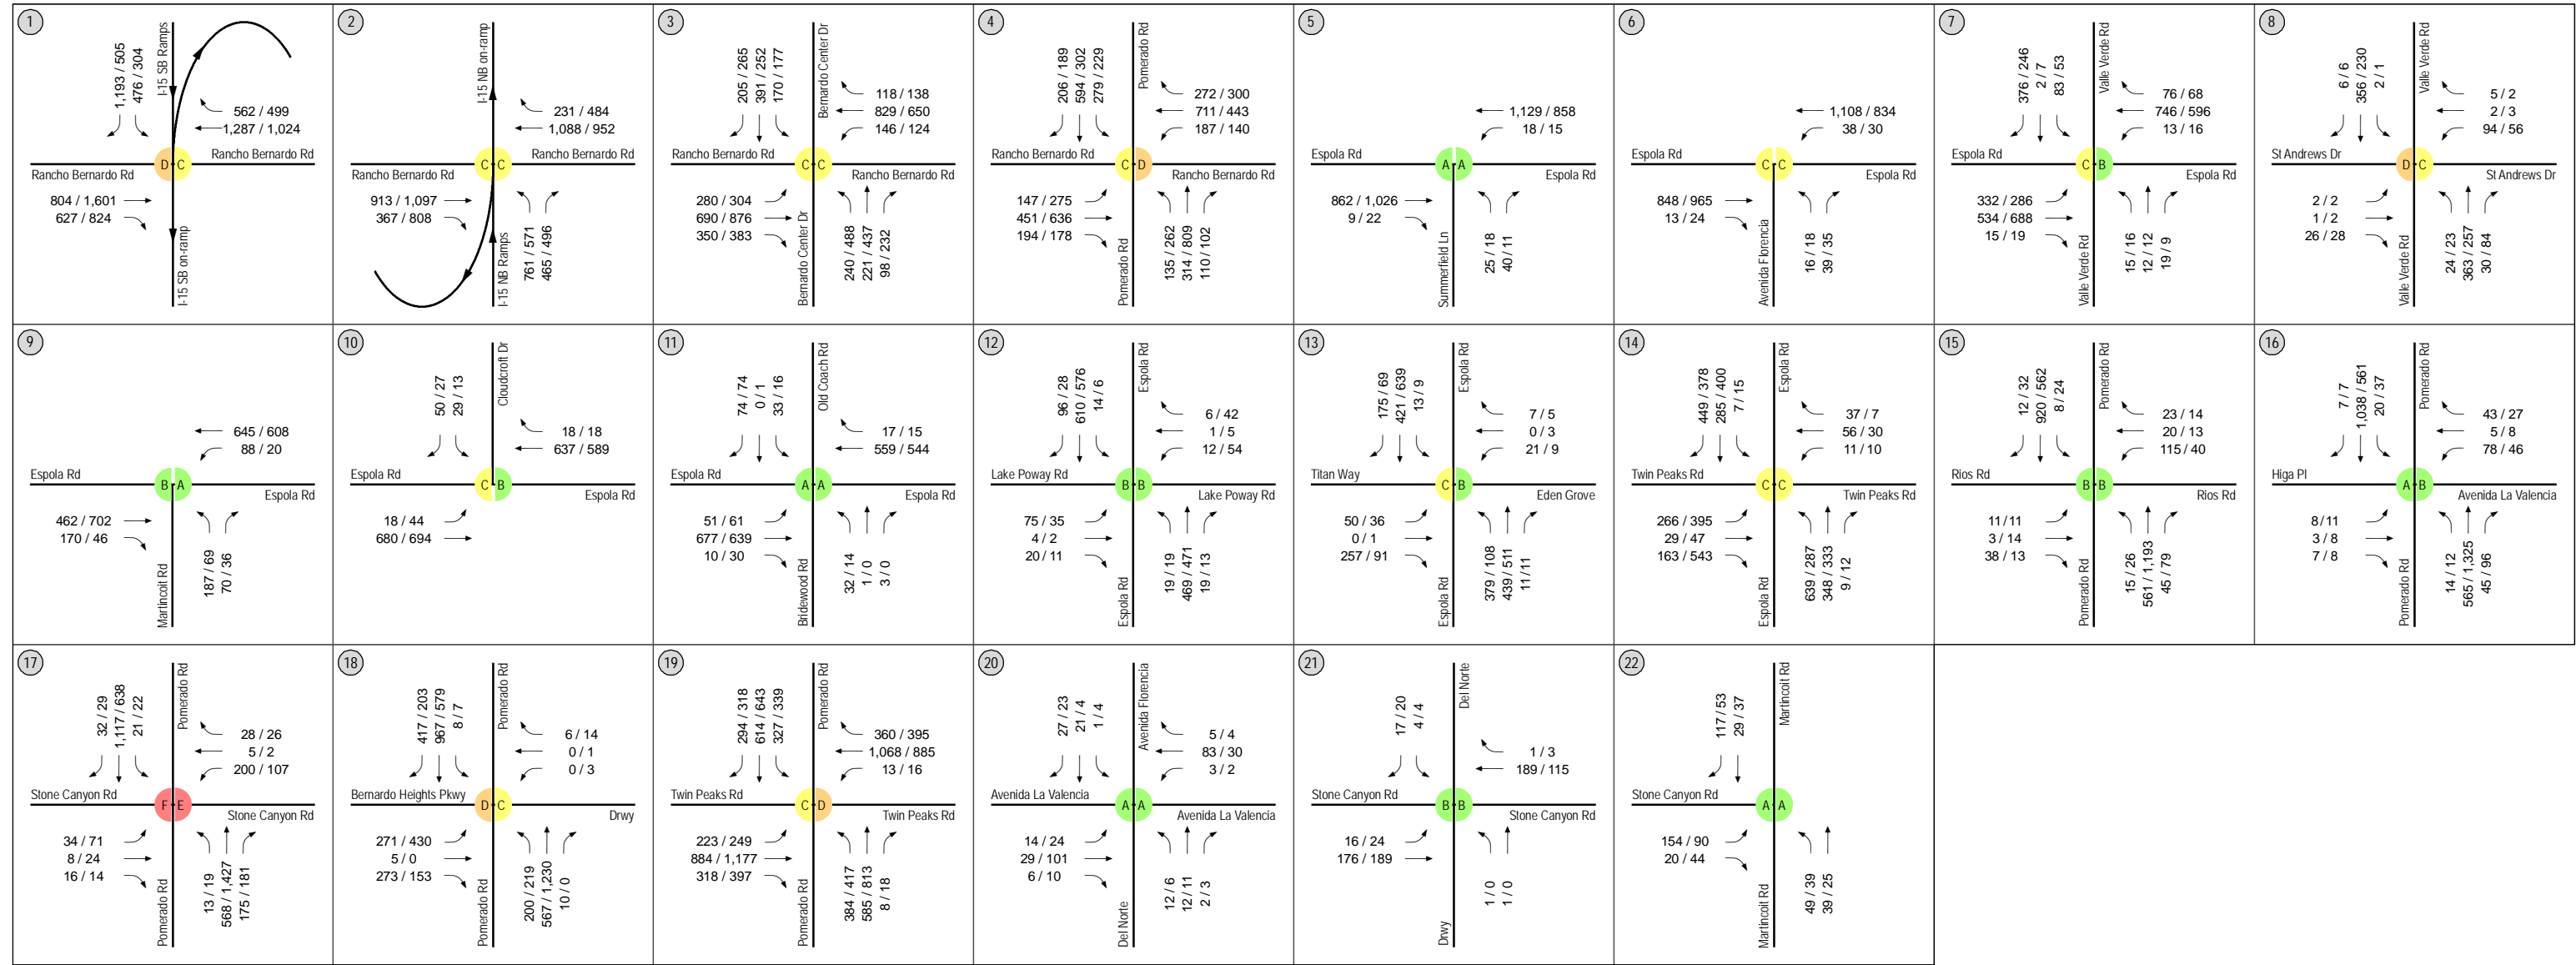 1
I-15 SB Ramps
1,193 / 505
476 / 304
562 / 499
1,287 / 1,024
D C
Rancho Bernardo Rd
Rancho Bernardo Rd
804 / 1,601
627 / 824
I-15 SB on-ramp
2
I-15 NB on-ramp
231 / 484
1,088 / 952
C C
Rancho Bernardo Rd
Rancho Bernardo Rd
913 / 1,097
367 / 808
I-15 NB Ramps
761 / 571
465 / 496
3
205 / 265
391 / 252
170 / 177
Bernardo Center Dr
118 / 138
829 / 650
146 / 124
Rancho Bernardo Rd
C C
Rancho Bernardo Rd
280 / 304
690 / 876
350 / 383
Bernardo Center Dr
240 / 488
221 / 437
98 / 232
4
206 / 189
594 / 302
279 / 229
Pomerado Rd
272 / 300
711 / 443
187 / 140
Rancho Bernardo Rd
C D
Rancho Bernardo Rd
147 / 275
451 / 636
194 / 178
Pomerado Rd
135 / 262
314 / 809
110 / 102
5
1,129 / 858
18 / 15
Espola Rd
A A
Espola Rd
862 / 1,026
9 / 22
Summerfield Ln
25 / 18
40 / 11
6
1,108 / 834
38 / 30
Espola Rd
C C
Espola Rd
848 / 965
13 / 24
Avenida Florencia
16 / 18
39 / 35
7
376 / 246
2 / 7
83 / 53
Valle Verde Rd
76 / 68
746 / 596
13 / 16
Espola Rd
C B
Espola Rd
332 / 286
534 / 688
15 / 19
Valle Verde Rd
15 / 16
12 / 12
19 / 9
8
6 / 6
356 / 230
2 / 1
Valle Verde Rd
5 / 2
2 / 3
94 / 56
St Andrews Dr
D C
St Andrews Dr
2 / 2
1 / 2
26 / 28
Valle Verde Rd
24 / 23
363 / 257
30 / 84
9
645 / 608
88 / 20
Espola Rd
B A
Espola Rd
462 / 702
170 / 46
Martincoit Rd
187 / 69
70 / 36
10
50 / 27
29 / 13
Cloudcroft Dr
18 / 18
637 / 589
Espola Rd
C B
Espola Rd
18 / 44
680 / 694
11
74 / 74
0 / 1
33 / 16
Old Coach Rd
17 / 15
559 / 544
Espola Rd
A A
Espola Rd
51 / 61
677 / 639
10 / 30
Bridlewood Rd
32 / 14
1 / 0
3 / 0
12
96 / 28
610 / 576
14 / 6
Espola Rd
6 / 42
1 / 5
12 / 54
Lake Poway Rd
B B
Lake Poway Rd
75 / 35
4 / 2
20 / 11
Espola Rd
19 / 19
469 / 471
19 / 13
13
175 / 69
421 / 639
13 / 9
Espola Rd
7 / 5
0 / 3
21 / 9
Titan Way
C B
Eden Grove
50 / 36
0 / 1
257 / 91
Espola Rd
379 / 108
439 / 511
11 / 11
14
449 / 378
285 / 400
7 / 15
Espola Rd
37 / 7
56 / 30
11 / 10
Twin Peaks Rd
C C
Twin Peaks Rd
266 / 395
29 / 47
163 / 543
Espola Rd
639 / 287
348 / 333
9 / 12
15
12 / 32
920 / 562
8 / 24
Pomerado Rd
23 / 14
20 / 13
115 / 40
Rios Rd
B B
Rios Rd
11 / 11
3 / 14
38 / 13
Pomerado Rd
15 / 26
561 / 1,193
45 / 79
16
7 / 7
1,038 / 561
20 / 37
Pomerado Rd
43 / 27
5 / 8
78 / 46
Higa Pl
A B
Avenida La Valencia
8 / 11
3 / 8
7 / 8
Pomerado Rd
14 / 12
565 / 1,325
45 / 96
17
32 / 29
1,117 / 638
21 / 22
Pomerado Rd
28 / 26
5 / 2
200 / 107
Stone Canyon Rd
F E
Stone Canyon Rd
34 / 71
8 / 24
16 / 14
Pomerado Rd
13 / 19
568 / 1,427
175 / 181
18
417 / 203
967 / 579
8 / 7
Pomerado Rd
6 / 14
0 / 1
0 / 3
Bernardo Heights Pkwy
D C
Drwy
271 / 430
5 / 0
273 / 153
Pomerado Rd
200 / 219
567 / 1,230
10 / 0
19
294 / 318
614 / 643
327 / 339
Pomerado Rd
360 / 395
1,068 / 885
13 / 16
Twin Peaks Rd
C D
Twin Peaks Rd
223 / 249
884 / 1,177
318 / 397
Pomerado Rd
384 / 417
585 / 813
8 / 18
20
27 / 23
21 / 4
1 / 4
Avenida Florencia
5 / 4
83 / 30
3 / 2
Avenida La Valencia
A A
Avenida La Valencia
14 / 24
29 / 101
6 / 10
Del Norte
12 / 6
12 / 11
2 / 3
21
17 / 20
4 / 4
Del Norte
1 / 3
189 / 115
Stone Canyon Rd
B B
Stone Canyon Rd
16 / 24
176 / 189
Drwy
1 / 0
1 / 0
22
117 / 53
29 / 37
Martincoit Rd
Stone Canyon Rd
A A
154 / 90
20 / 44
Martincoit Rd
49 / 39
39 / 25